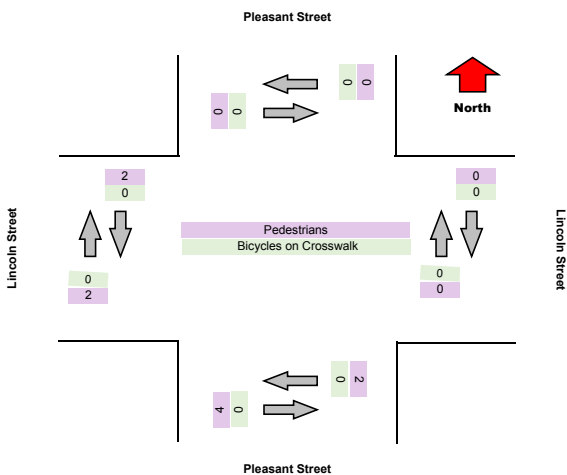 Pleasant Street
0 0
0 0
North
2
0
0
0
Pedestrians
Bicycles on Crosswalk
Lincoln Street
Lincoln Street
0
2
0
0
0 2
4 0
Pleasant Street